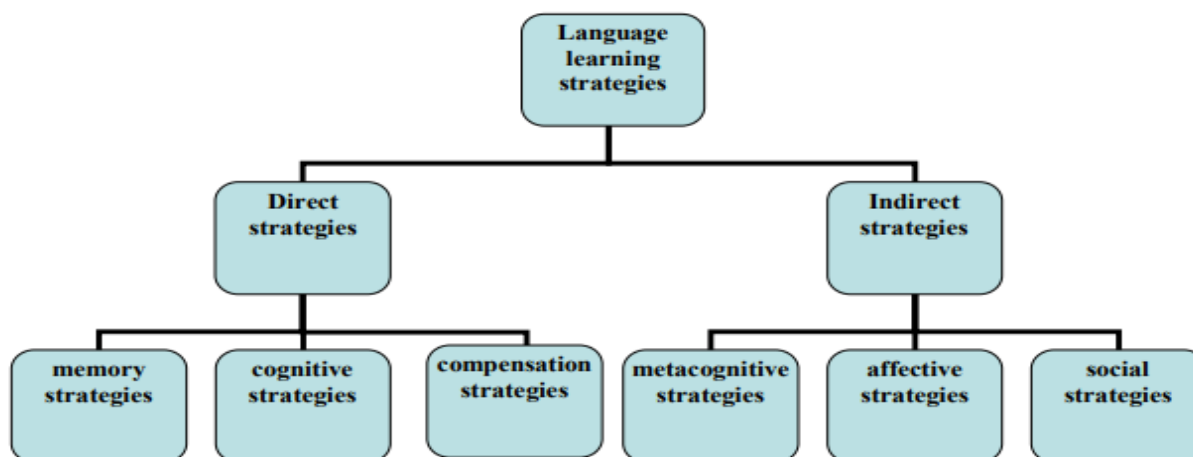 Language
learning
strategies
Direct
strategies
Indirect
strategies
memory
strategies
cognitive
strategies
compensation
strategies
metacognitive
strategies
affective
strategies
social
strategies